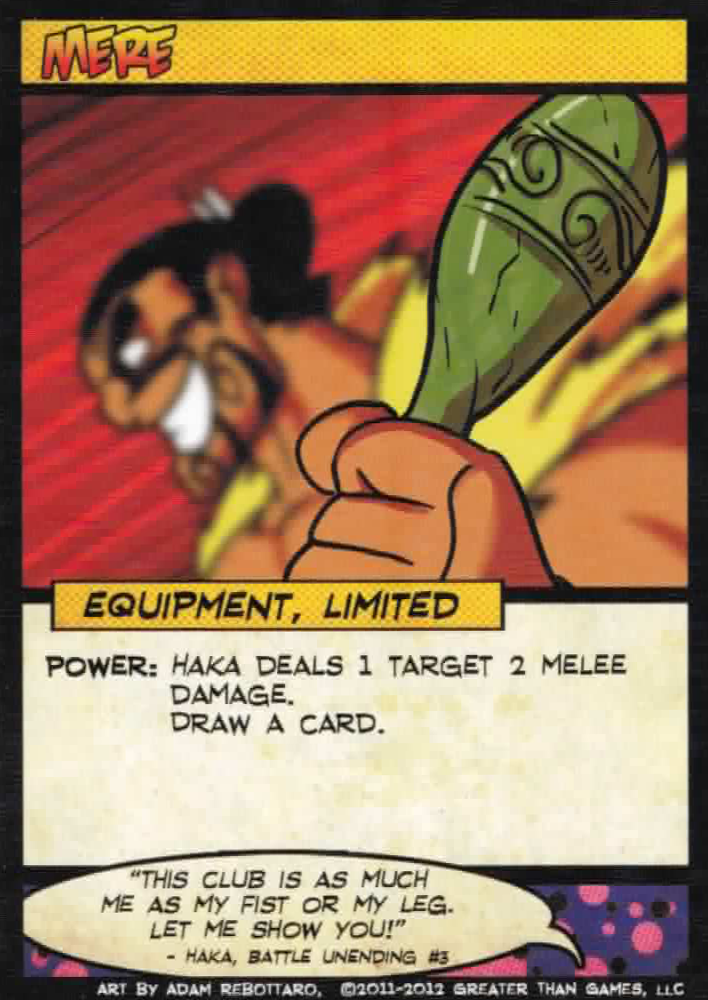 MERE
EQUIPMENT, LIMITED
POWER: HAKA DEALS 1 TARGET 2 MELEE
DAMAGE.
DRAW A CARD.
"THIS CLUB IS AS MUCH
ME AS MY FIST OR MY LEG.
LET ME SHOW YOU!"
- HAKA, BATTLE UNENDING #3
ART BY ADAM REBOTTARO, ©2011-2012 GREATER THAN GAMES, LLC